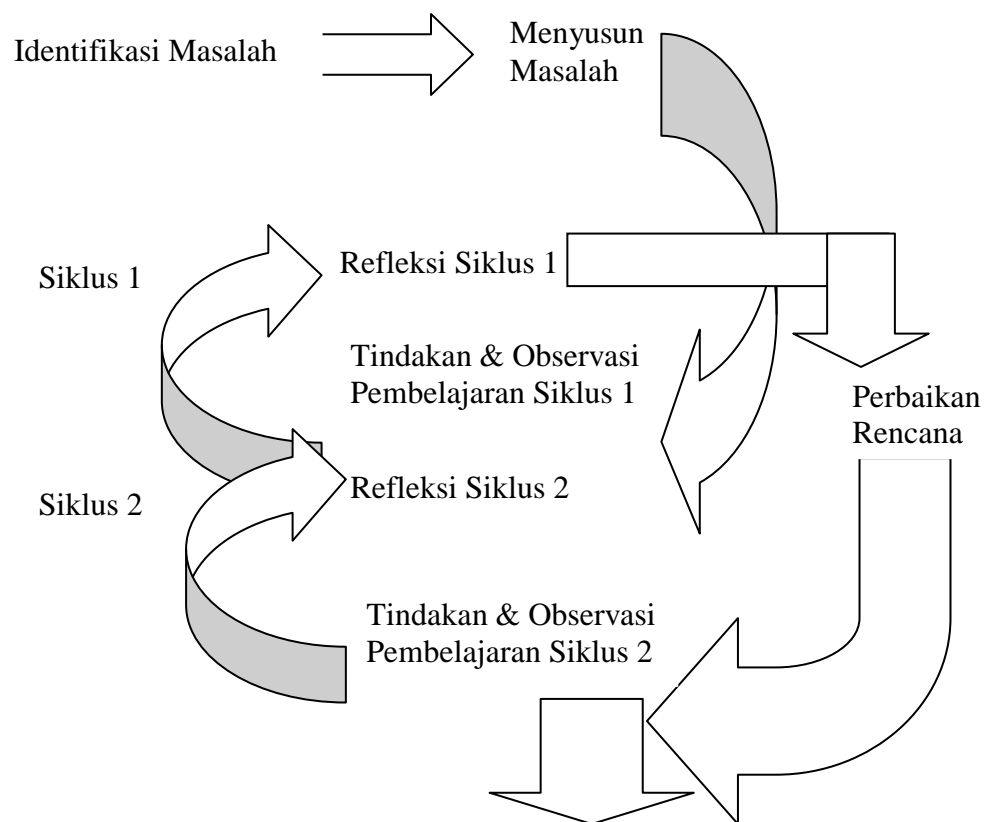 Identifikasi Masalah
Menyusun
Masalah
Siklus 1
Refleksi Siklus 1
Tindakan & Observasi
Pembelajaran Siklus 1
Perbaikan
Rencana
Siklus 2
Refleksi Siklus 2
Tindakan & Observasi
Pembelajaran Siklus 2